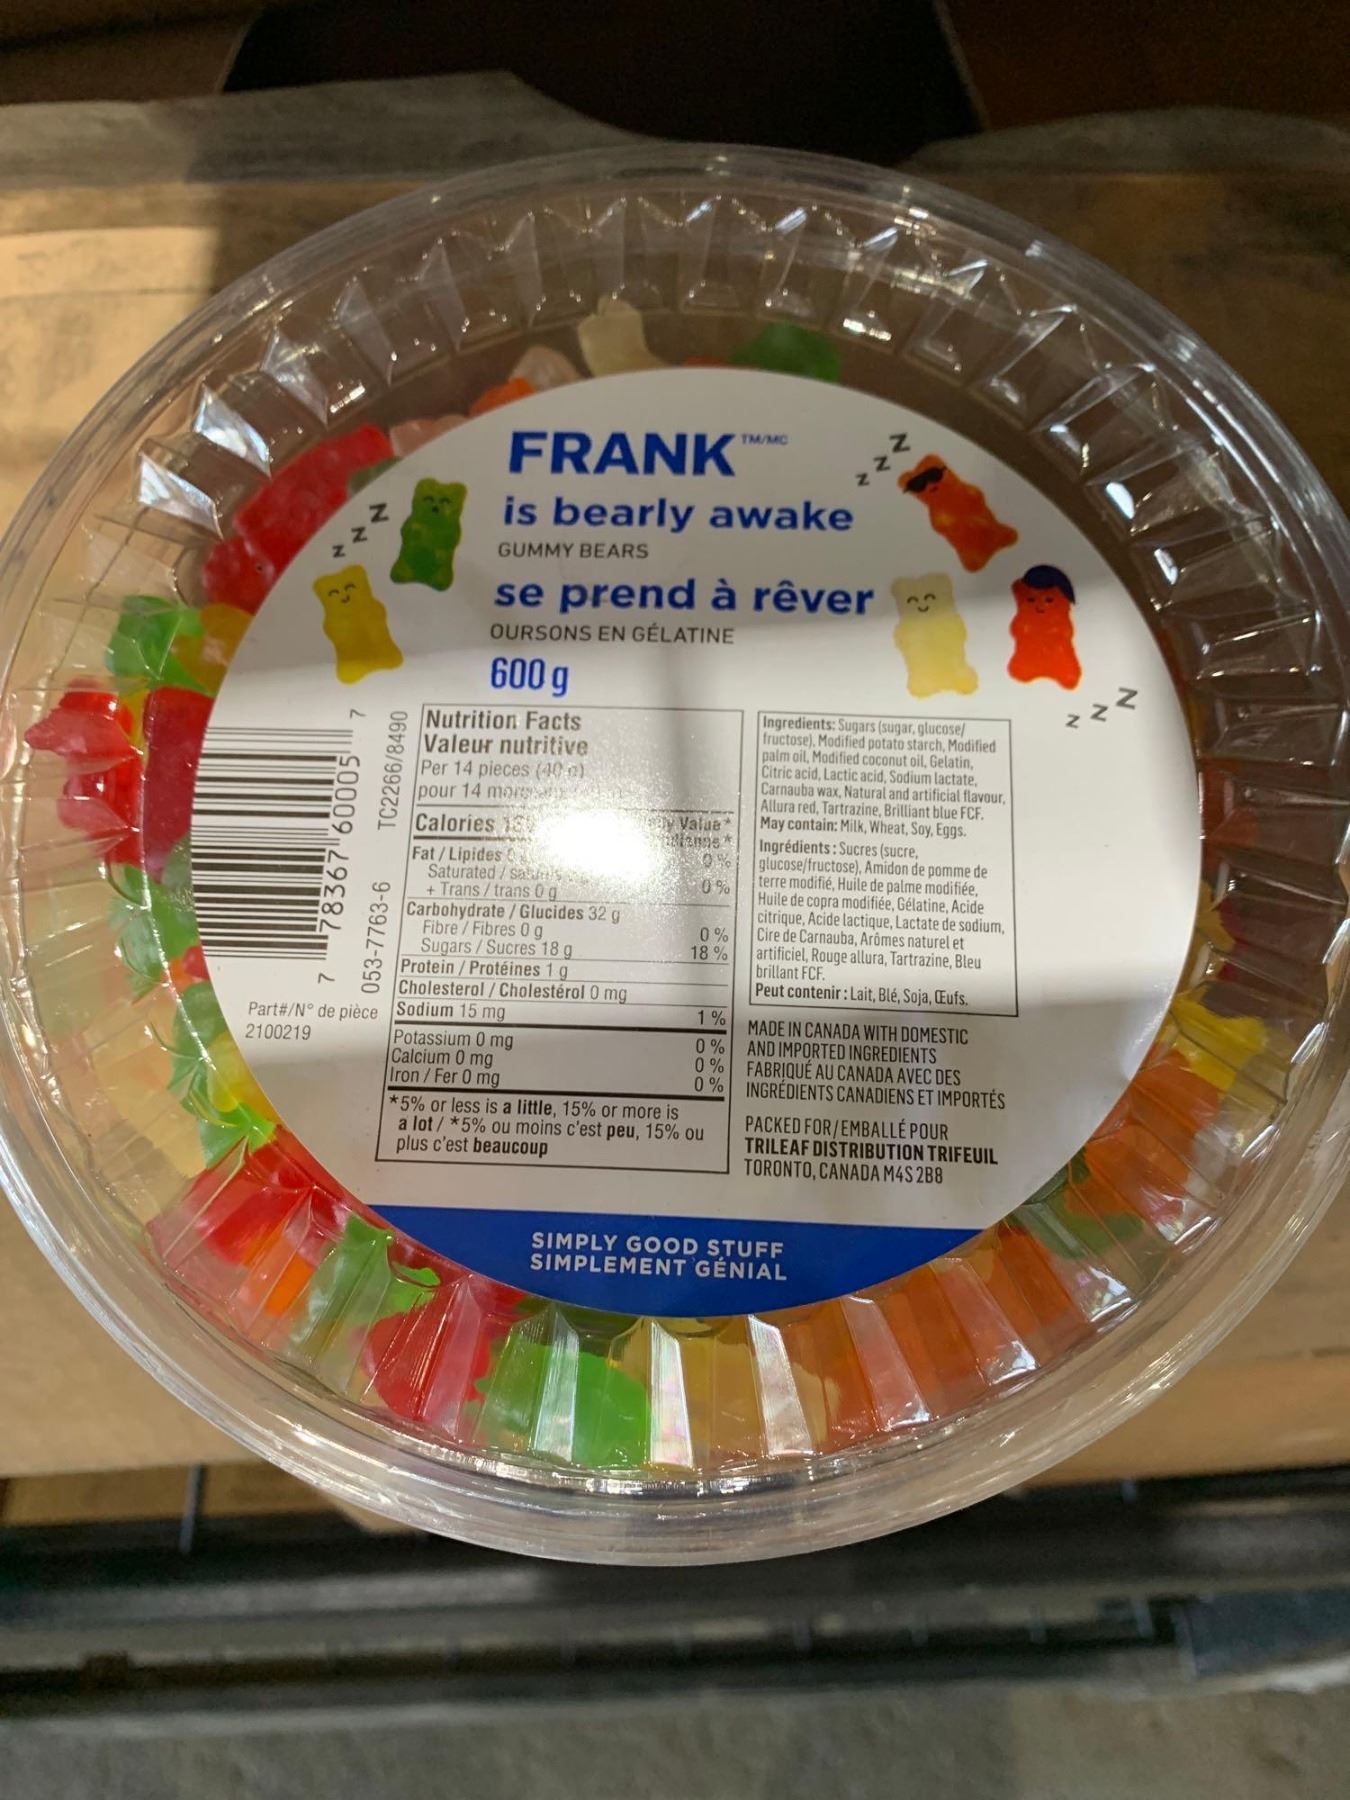 FRANK TM/MC
is bearly awake
GUMMY BEARS
se prend à rêver
OURSONS EN GÉLATINE
600 g
z z z
z z z
z z z
Nutrition Facts
Valeur nutritive
Per 14 pieces (40 g)
pour 14
Calories
Value*
Fat / Lipides
0 %
Saturated /
+ Trans / trans 0 g
0 %
Carbohydrate / Glucides 32 g
Fibre / Fibres 0 g 0 %
Sugars / Sucres 18 g 18 %
Protein / Protéines 1 g
Cholesterol / Cholestérol 0 mg
Sodium 15 mg 1 %
Potassium 0 mg 0 %
Calcium 0 mg 0 %
Iron / Fer 0 mg 0 %
*5% or less is a little, 15% or more is
a lot / *5% ou moins c'est peu, 15% ou
plus c'est beaucoup
Ingredients: Sugars (sugar, glucose/
fructose), Modified potato starch, Modified
palm oil, Modified coconut oil, Gelatin,
Citric acid, Lactic acid, Sodium lactate,
Carnauba wax, Natural and artificial flavour,
Allura red, Tartrazine, Brilliant blue FCF.
May contain: Milk, Wheat, Soy, Eggs.
Ingrédients : Sucres (sucre,
glucose/fructose), Amidon de pomme de
terre modifié, Huile de palme modifiée,
Huile de copra modifiée, Gélatine, Acide
citrique, Acide lactique, Lactate de sodium,
Cire de Carnauba, Arômes naturel et
artificiel, Rouge allura, Tartrazine, Bleu
brillant FCF.
Peut contenir : Lait, Blé, Soja, Œufs.
MADE IN CANADA WITH DOMESTIC
AND IMPORTED INGREDIENTS
FABRIQUÉ AU CANADA AVEC DES
INGRÉDIENTS CANADIENS ET IMPORTÉS
PACKED FOR/EMBALLÉ POUR
TRILEAF DISTRIBUTION TRIFEUIL
TORONTO, CANADA M4S 2B8
7 78367 60005 7
053-7763-6 TC2266/8490
Part#/N° de pièce
2100219
SIMPLY GOOD STUFF
SIMPLEMENT GÉNIAL